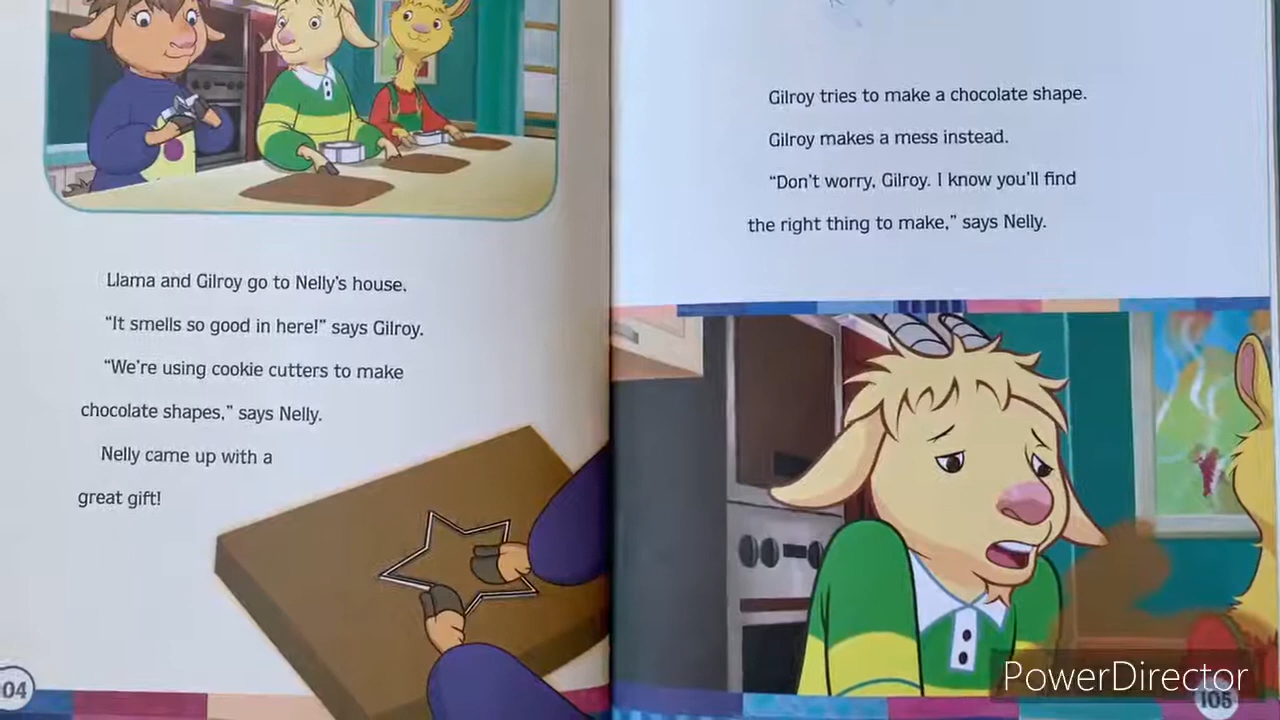 Llama and Gilroy go to Nelly's house.
"It smells so good in here!" says Gilroy.
"We're using cookie cutters to make
chocolate shapes," says Nelly.
Nelly came up with a
great gift!
04
Gilroy tries to make a chocolate shape.
Gilroy makes a mess instead.
"Don't worry, Gilroy. I know you'll find
the right thing to make," says Nelly.
PowerDirector
105